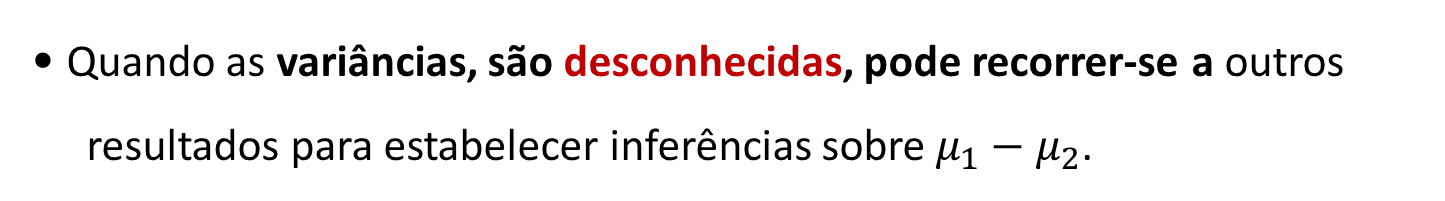 • Quando as variâncias, são desconhecidas, pode recorrer-se a outros
resultados para estabelecer inferências sobre μ₁ − μ₂.